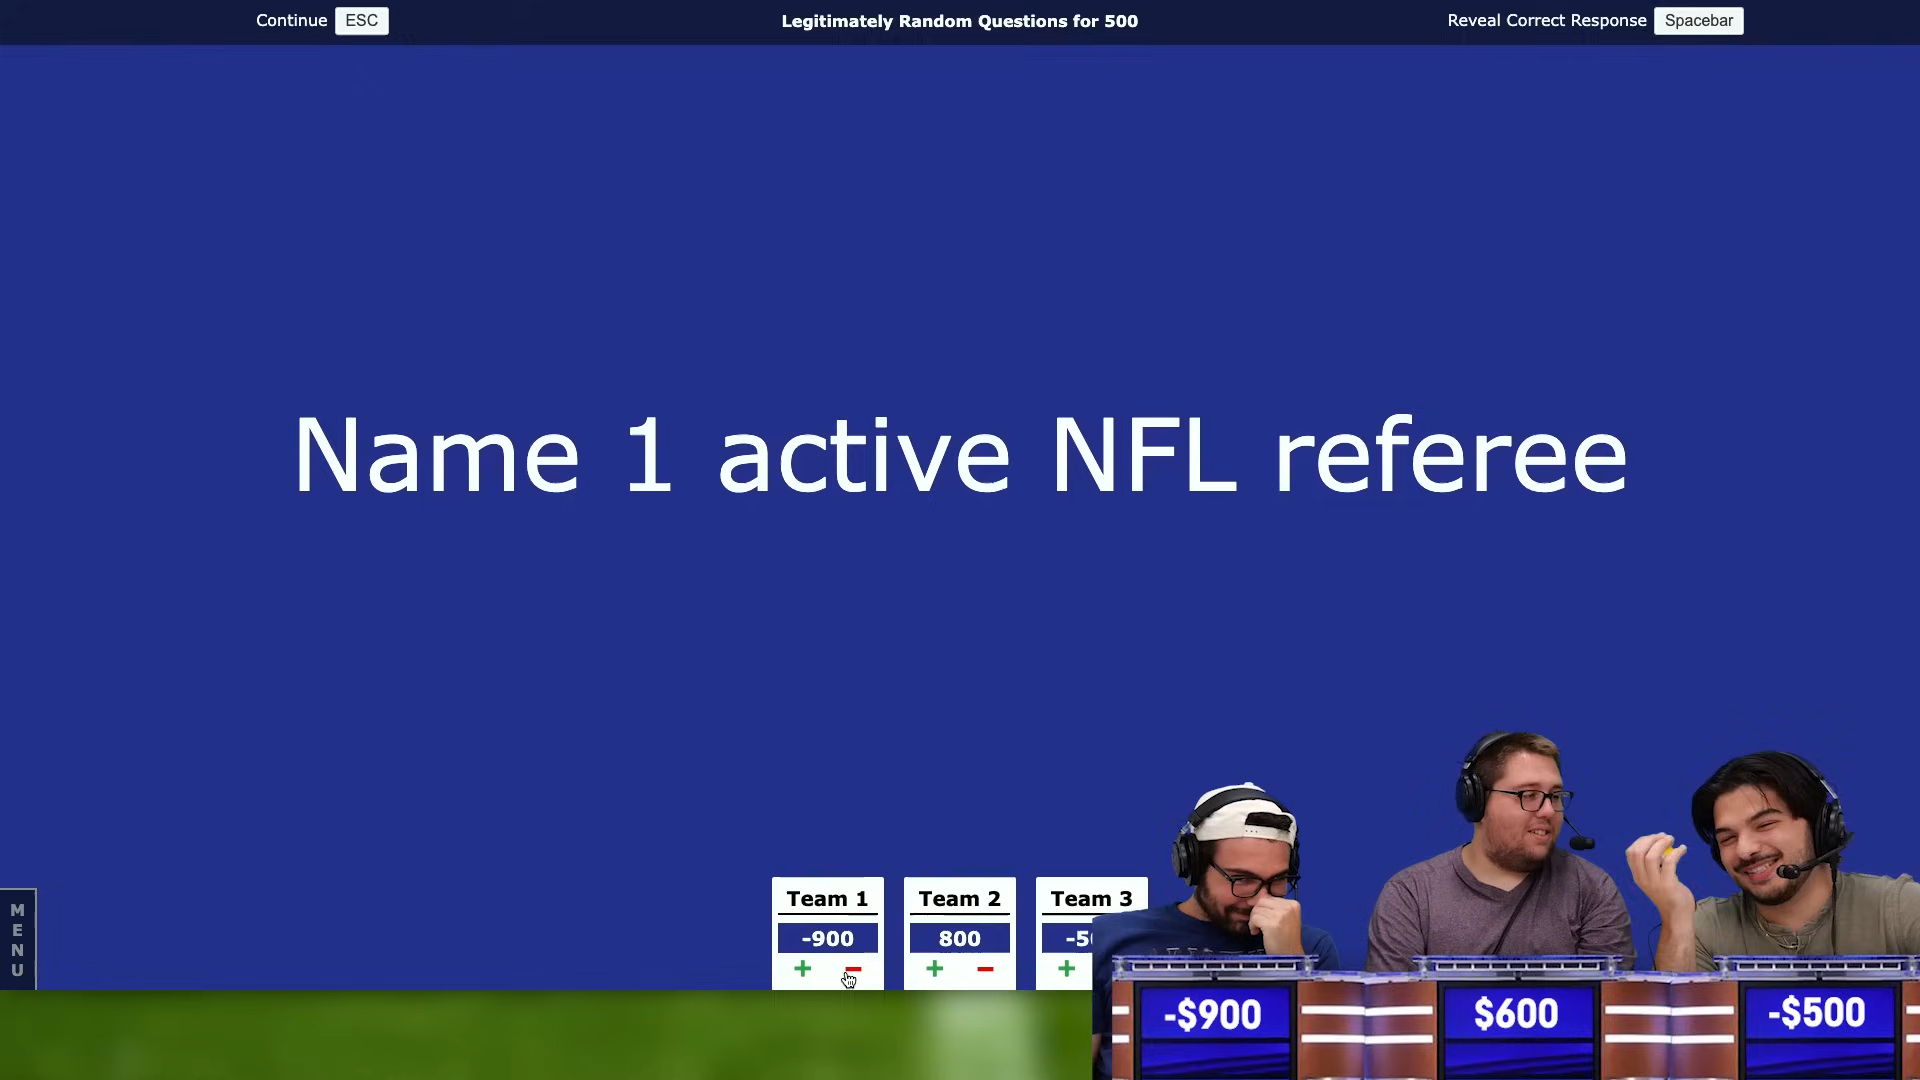 Continue ESC
Legitimately Random Questions for 500
Reveal Correct Response Spacebar
Name 1 active NFL referee
MENU
Team 1
-900
+ −
Team 2
800
+ −
Team 3
+
-$900
$600
-$500